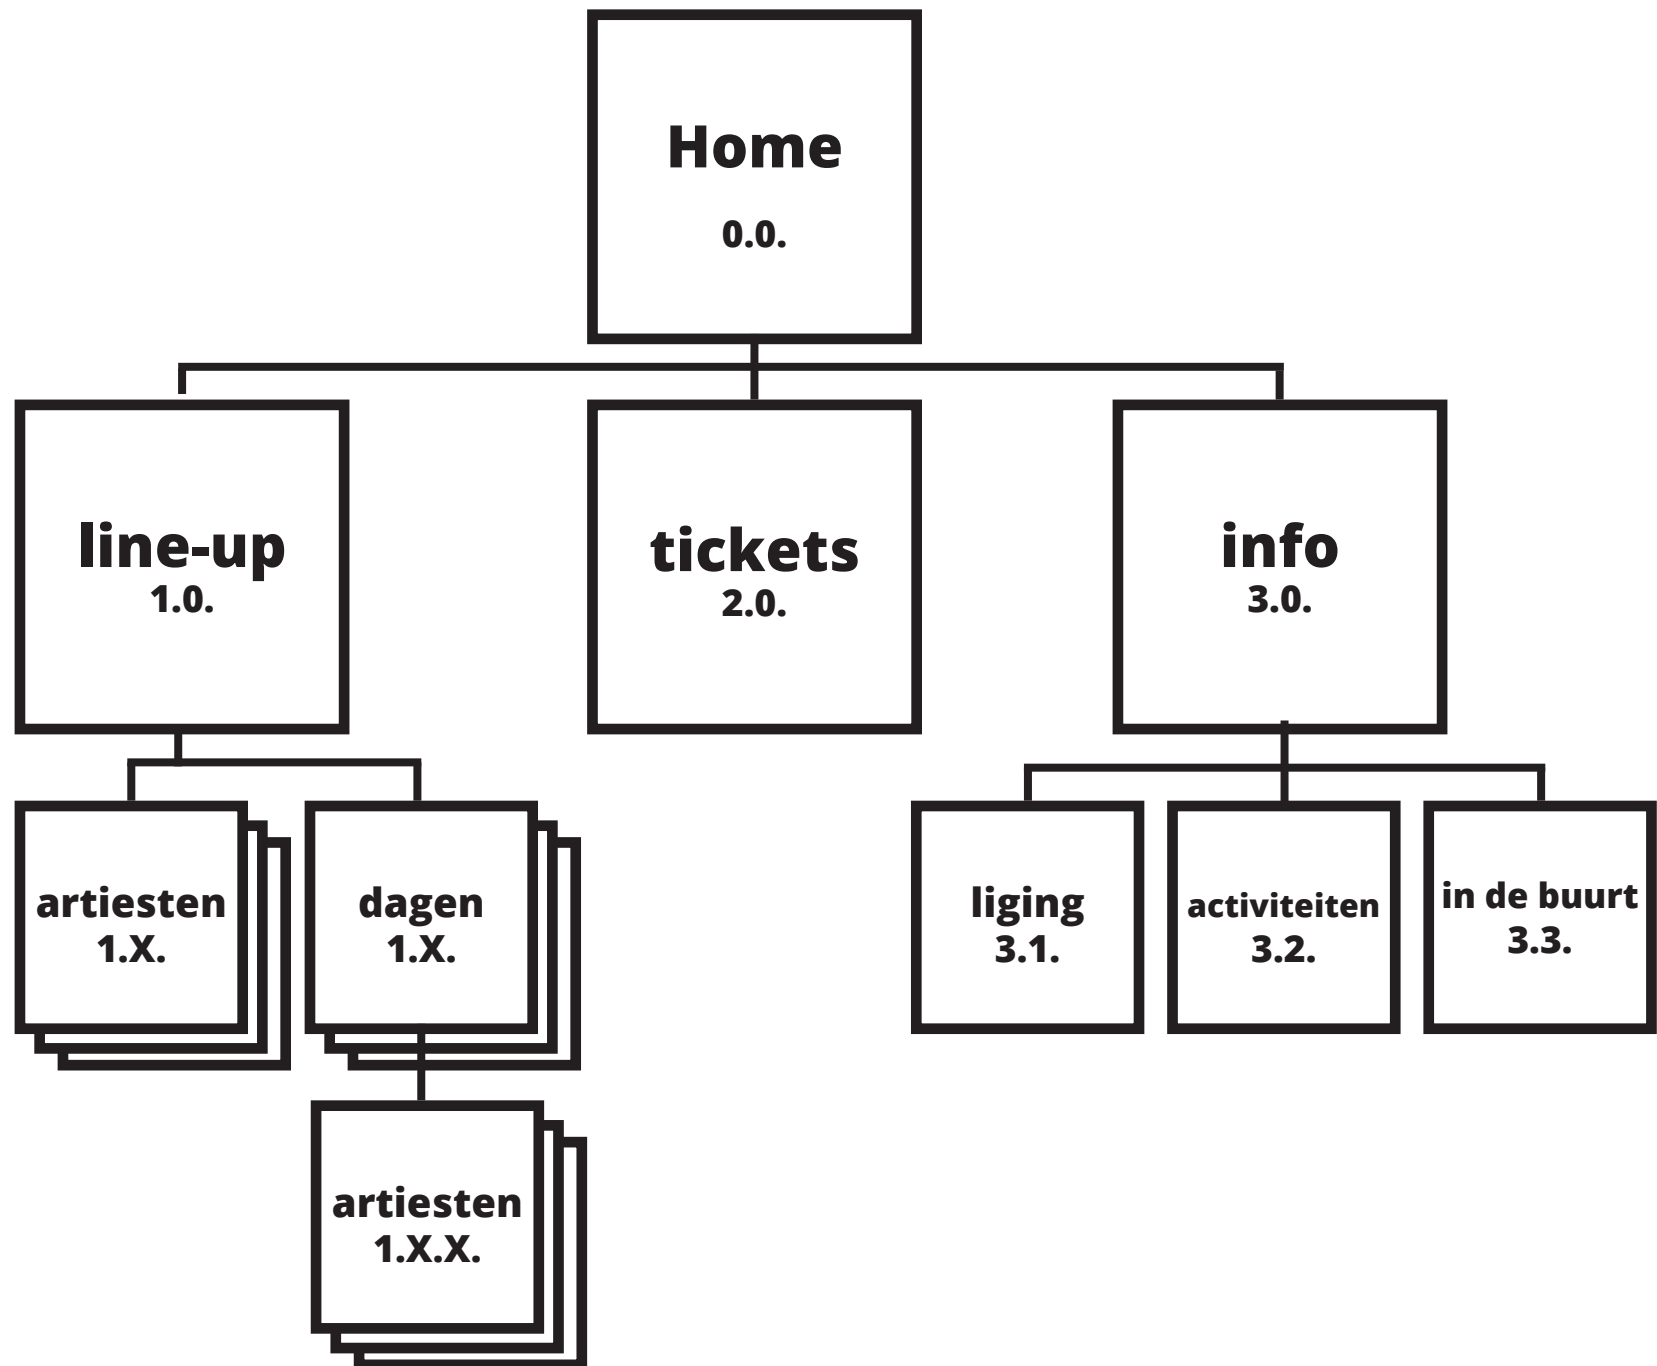 Home
0.0.
line-up
1.0.
tickets
2.0.
info
3.0.
artiesten
1.X.
dagen
1.X.
liging
3.1.
activiteiten
3.2.
in de buurt
3.3.
artiesten
1.X.X.